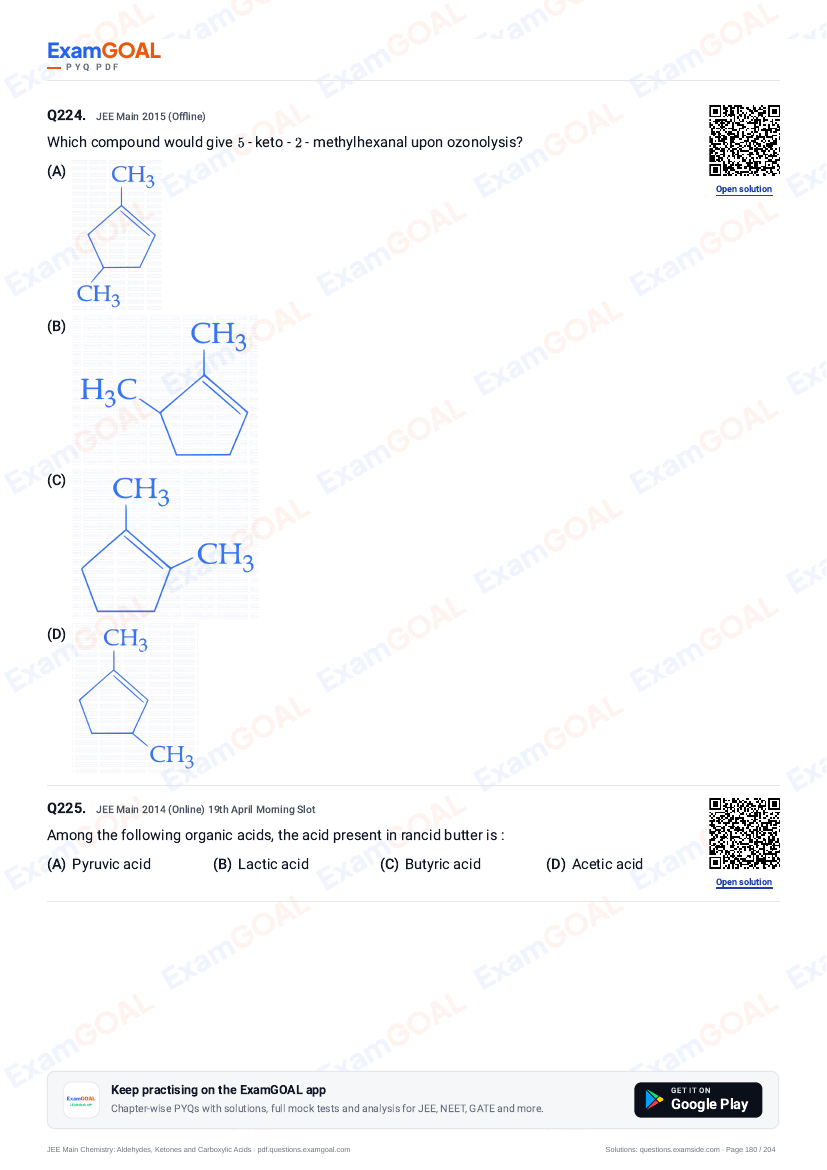 ExamGOAL
PYQ PDF
Q224. JEE Main 2015 (Offline)
Which compound would give 5 - keto - 2 - methylhexanal upon ozonolysis?
Open solution
(A)
CH3
CH3
(B)
CH3
H3C
(C)
CH3
CH3
(D)
CH3
CH3
Q225. JEE Main 2014 (Online) 19th April Morning Slot
Among the following organic acids, the acid present in rancid butter is :
(A) Pyruvic acid (B) Lactic acid (C) Butyric acid (D) Acetic acid
Open solution
Keep practising on the ExamGOAL app
Chapter-wise PYQs with solutions, full mock tests and analysis for JEE, NEET, GATE and more.
ExamGOAL
GET IT ON
Google Play
JEE Main Chemistry: Aldehydes, Ketones and Carboxylic Acids · pdf.questions.examgoal.com
Solutions: questions.examside.com · Page 180 / 204